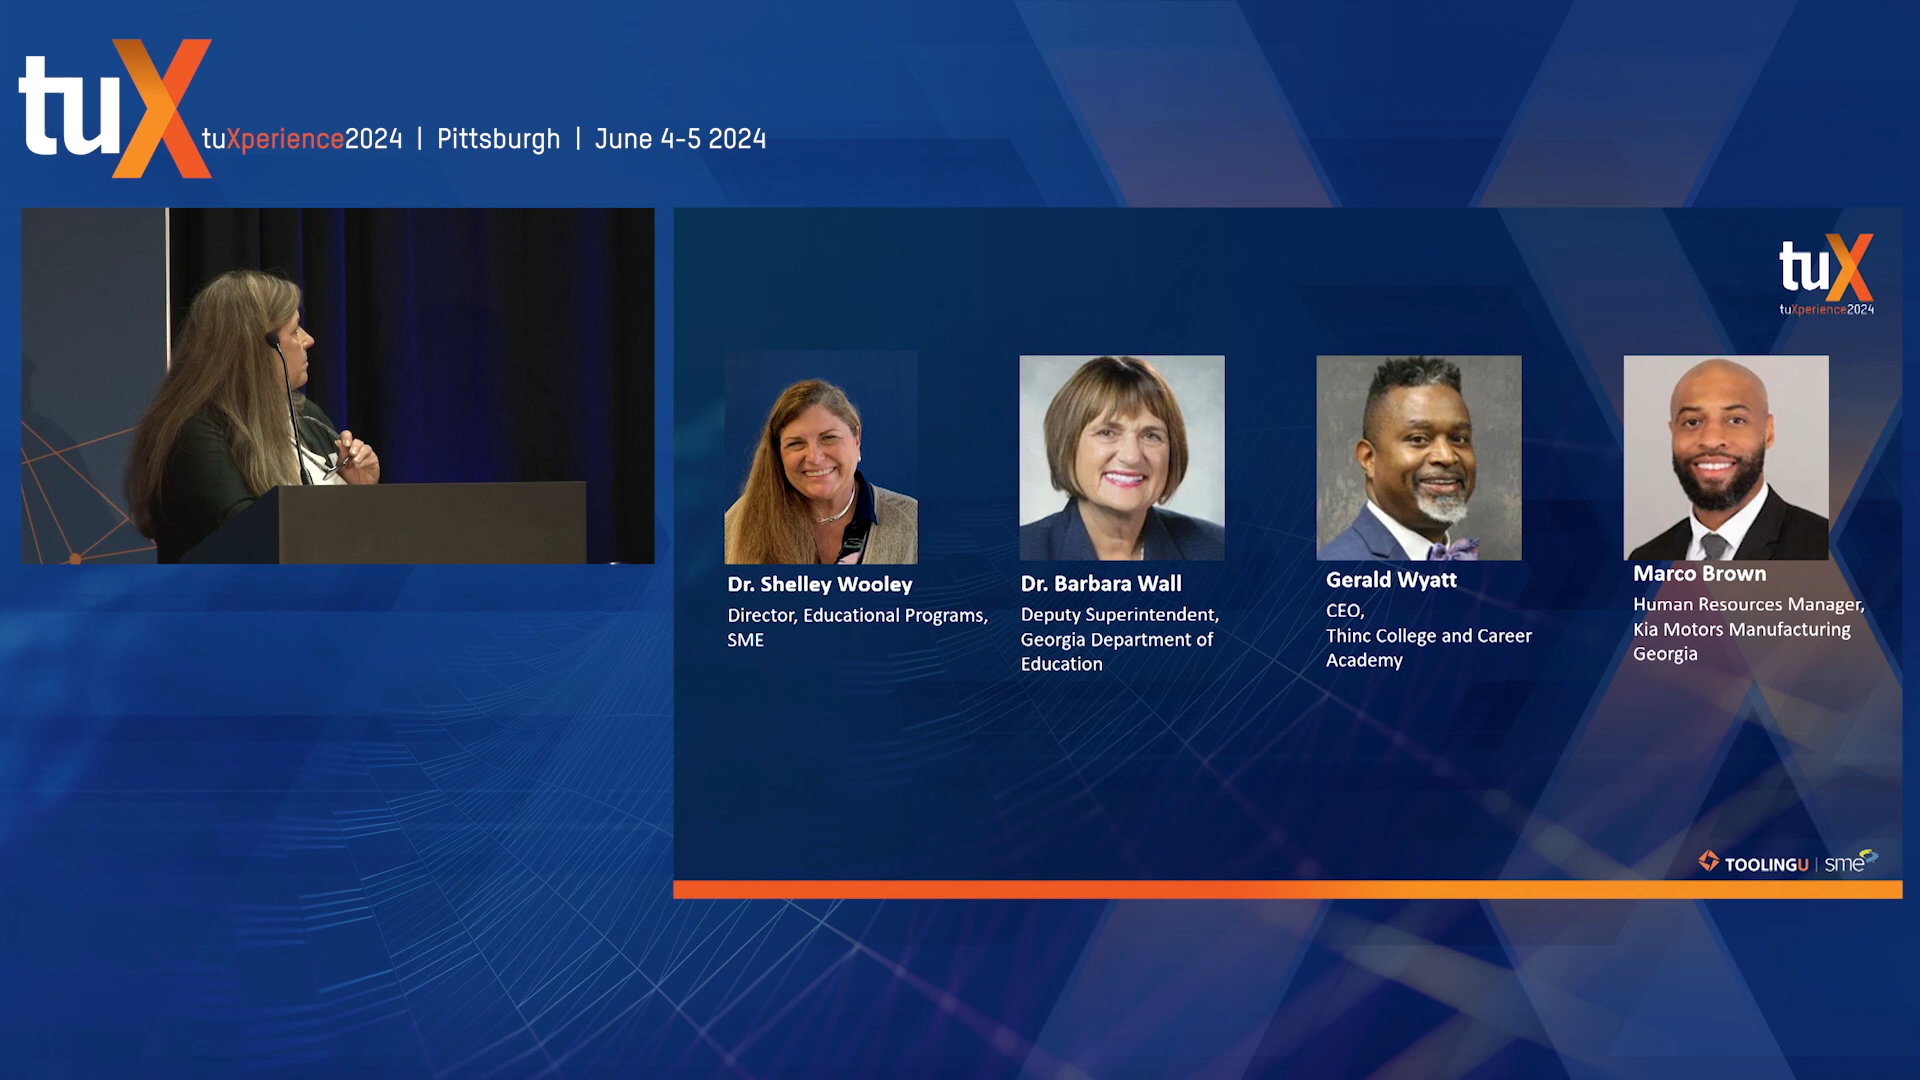 tuX
tuXperience2024 | Pittsburgh | June 4-5 2024
tuX
tuXperience2024
Dr. Shelley Wooley
Director, Educational Programs,
SME
Dr. Barbara Wall
Deputy Superintendent,
Georgia Department of
Education
Gerald Wyatt
CEO,
Thinc College and Career
Academy
Marco Brown
Human Resources Manager,
Kia Motors Manufacturing
Georgia
TOOLINGU | sme